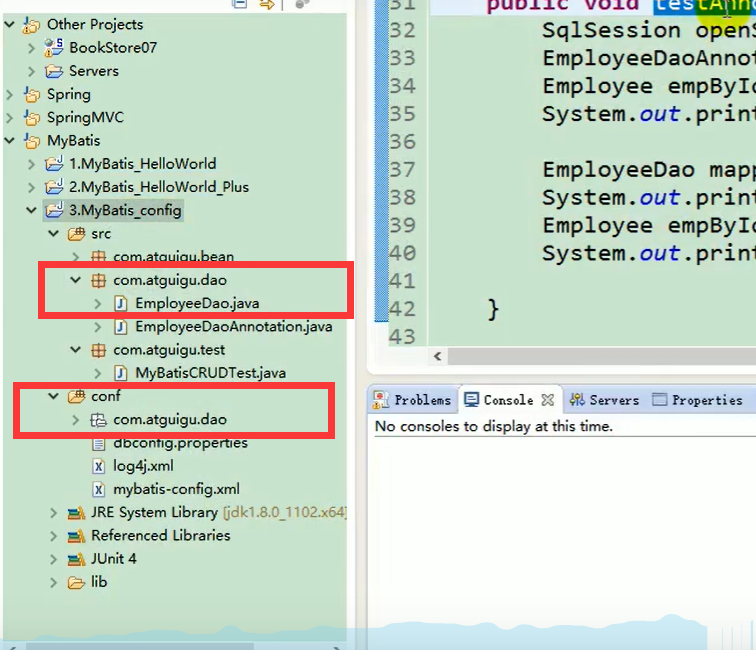 Other Projects
BookStore07
Servers
Spring
SpringMVC
MyBatis
1.MyBatis_HelloWorld
2.MyBatis_HelloWorld_Plus
3.MyBatis_config
src
com.atguigu.bean
com.atguigu.dao
EmployeeDao.java
EmployeeDaoAnnotation.java
com.atguigu.test
MyBatisCRUDTest.java
conf
com.atguigu.dao
dbconfig.properties
log4j.xml
mybatis-config.xml
JRE System Library [jdk1.8.0_1102.x64]
Referenced Libraries
JUnit 4
lib
31 public void testAnno
32 SqlSession openS
33 EmployeeDaoAnnot
34 Employee empById
35 System.out.print
36
37 EmployeeDao mapp
38 System.out.print
39 Employee empById
40 System.out.print
41
42 }
43
Problems Console Servers Properties
No consoles to display at this time.